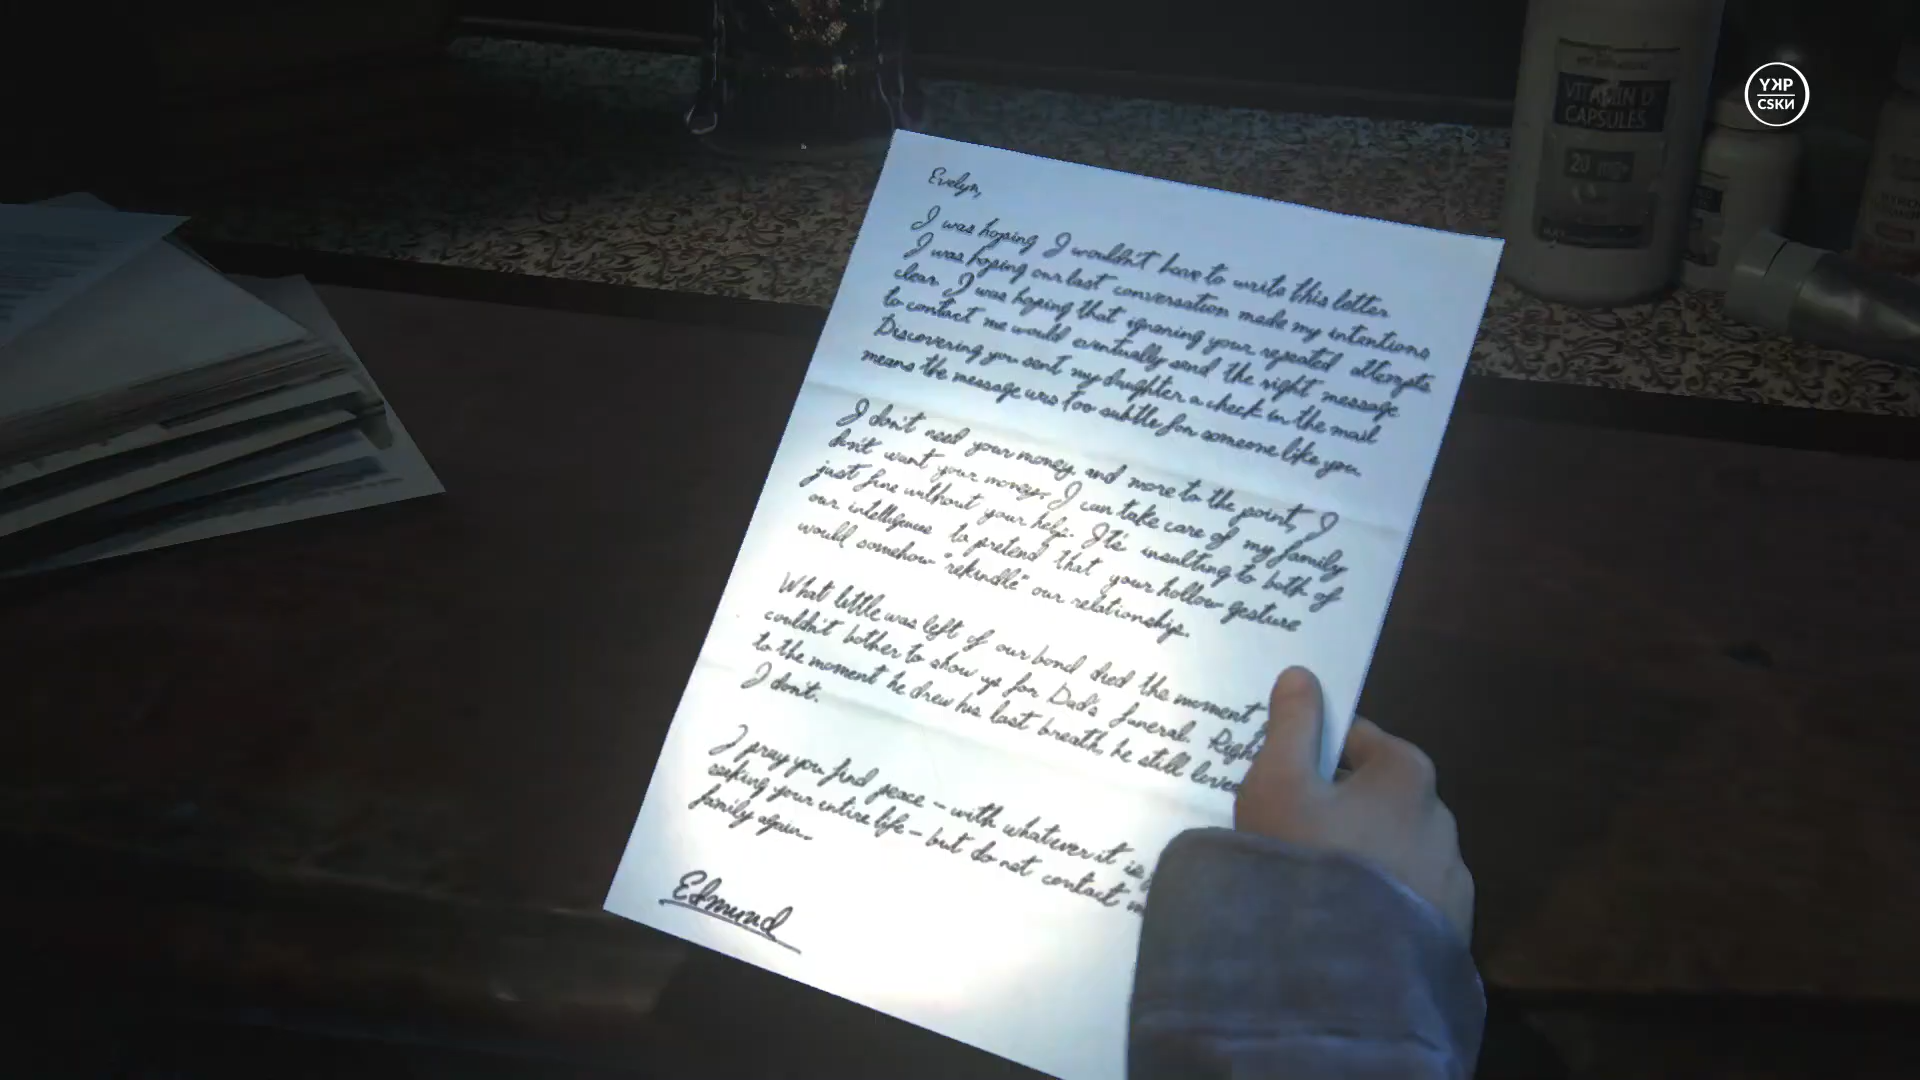 Evelyn,
I was hoping I wouldn't have to write this letter.
I was hoping our last conversation made my intentions
clear. I was hoping that ignoring your repeated attempts
to contact me would eventually send the right message.
Discovering you sent my daughter a check in the mail
means the message was too subtle for someone like you.
I don't need your money and more to the point, I
don't want your money. I can take care of my family
just fine without your help. It's insulting to both of
our intelligence to pretend that your hollow gesture
would somehow "rekindle" our relationship.
What little was left of our bond died the moment
couldn't bother to show up for Dad's funeral. Right
to the moment he drew his last breath, he still loved
I don't.
I pray you find peace - with whatever it is
seeking your entire life - but do not contact
family again.
Edmund
VITAMIN D
CAPSULES
20 mg
УКР
СЬКИ